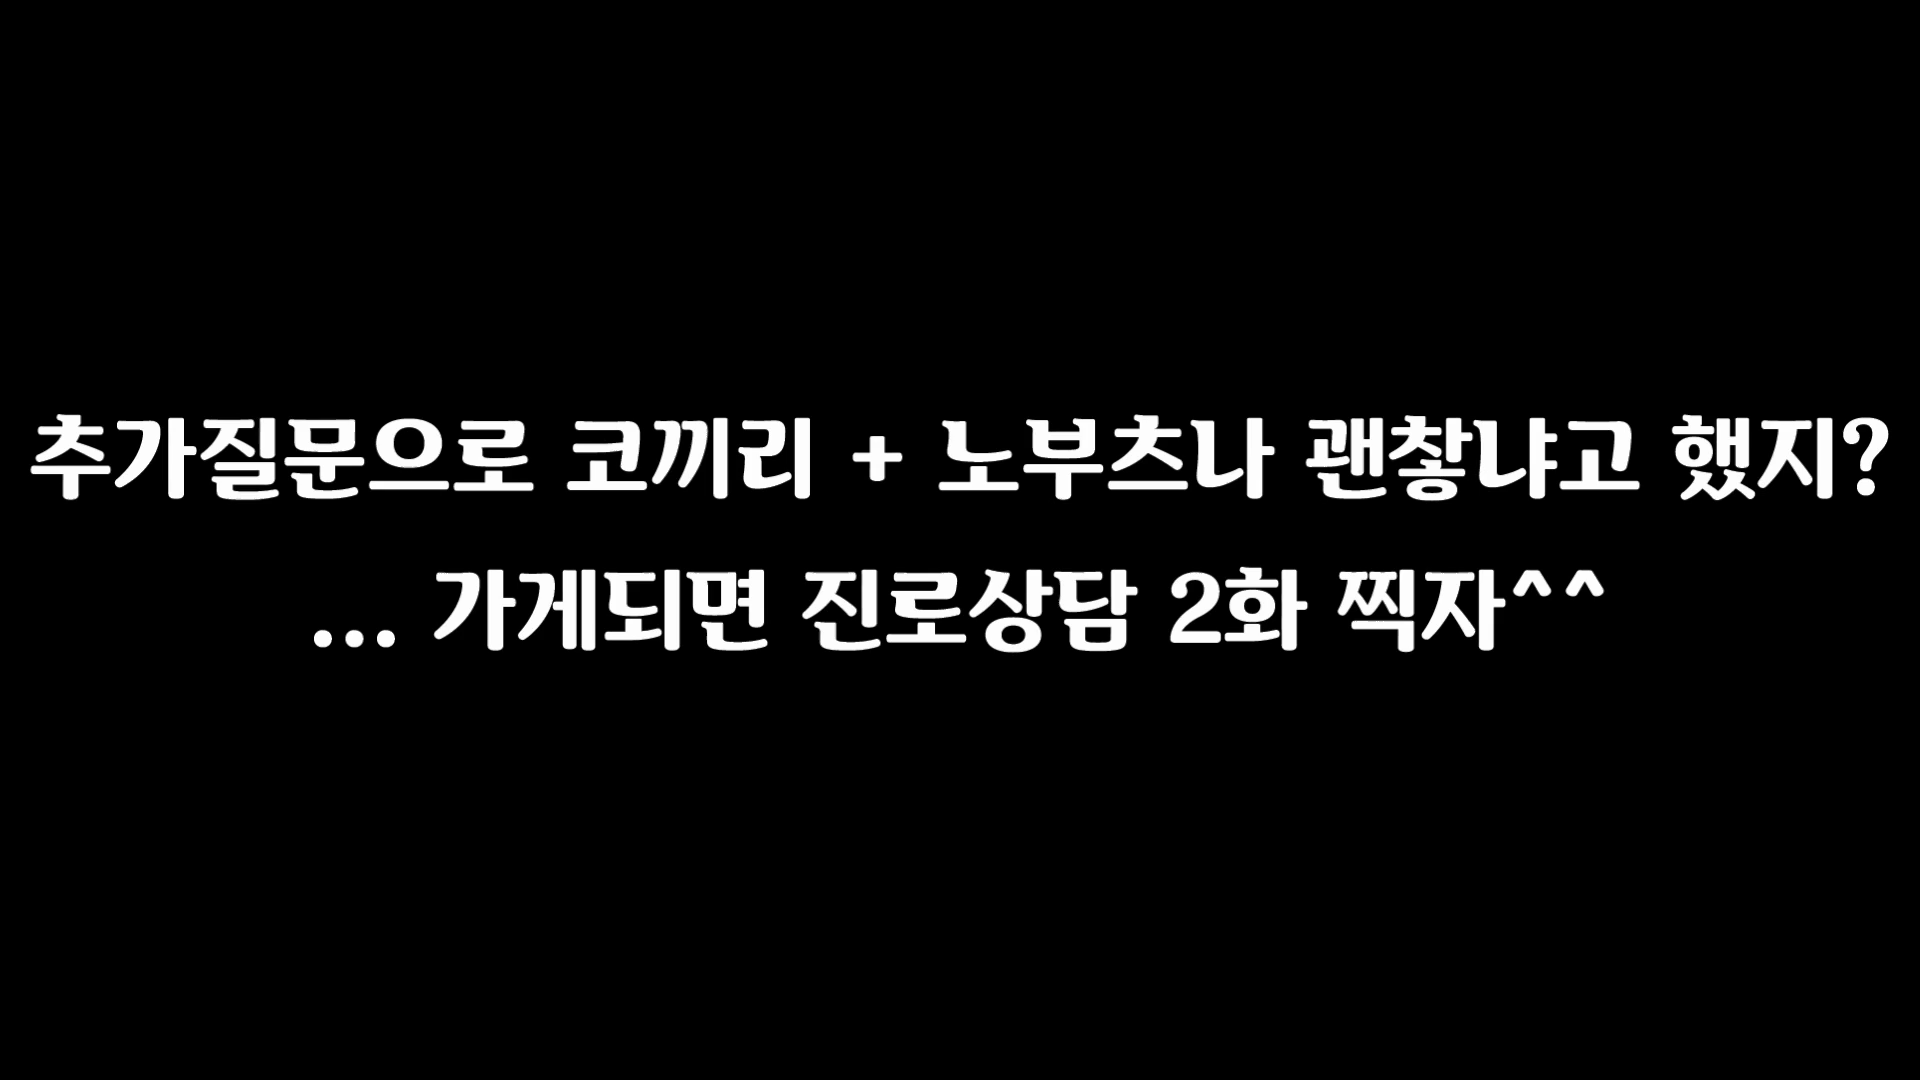 추가질문으로 코끼리 + 노부츠나 괜찮냐고 했지?
... 가게되면 진로상담 2화 찍자^^